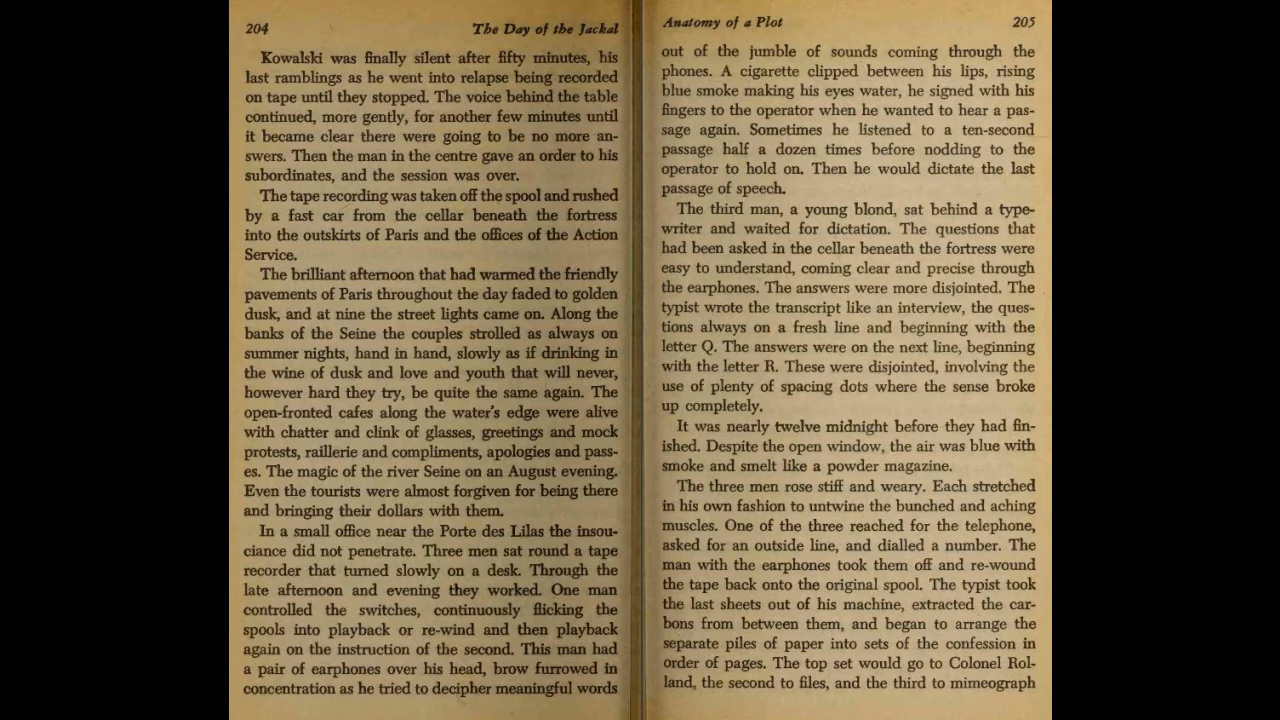 204
The Day of the Jackal
Kowalski was finally silent after fifty minutes, his
last ramblings as he went into relapse being recorded
on tape until they stopped. The voice behind the table
continued, more gently, for another few minutes until
it became clear there were going to be no more an-
swers. Then the man in the centre gave an order to his
subordinates, and the session was over.
The tape recording was taken off the spool and rushed
by a fast car from the cellar beneath the fortress
into the outskirts of Paris and the offices of the Action
Service.
The brilliant afternoon that had warmed the friendly
pavements of Paris throughout the day faded to golden
dusk, and at nine the street lights came on. Along the
banks of the Seine the couples strolled as always on
summer nights, hand in hand, slowly as if drinking in
the wine of dusk and love and youth that will never,
however hard they try, be quite the same again. The
open-fronted cafes along the water's edge were alive
with chatter and clink of glasses, greetings and mock
protests, raillerie and compliments, apologies and pass-
es. The magic of the river Seine on an August evening.
Even the tourists were almost forgiven for being there
and bringing their dollars with them.
In a small office near the Porte des Lilas the insou-
ciance did not penetrate. Three men sat round a tape
recorder that turned slowly on a desk. Through the
late afternoon and evening they worked. One man
controlled the switches, continuously flicking the
spools into playback or re-wind and then playback
again on the instruction of the second. This man had
a pair of earphones over his head, brow furrowed in
concentration as he tried to decipher meaningful words
Anatomy of a Plot
205
out of the jumble of sounds coming through the
phones. A cigarette clipped between his lips, rising
blue smoke making his eyes water, he signed with his
fingers to the operator when he wanted to hear a pas-
sage again. Sometimes he listened to a ten-second
passage half a dozen times before nodding to the
operator to hold on. Then he would dictate the last
passage of speech.
The third man, a young blond, sat behind a type-
writer and waited for dictation. The questions that
had been asked in the cellar beneath the fortress were
easy to understand, coming clear and precise through
the earphones. The answers were more disjointed. The
typist wrote the transcript like an interview, the ques-
tions always on a fresh line and beginning with the
letter Q. The answers were on the next line, beginning
with the letter R. These were disjointed, involving the
use of plenty of spacing dots where the sense broke
up completely.
It was nearly twelve midnight before they had fin-
ished. Despite the open window, the air was blue with
smoke and smelt like a powder magazine.
The three men rose stiff and weary. Each stretched
in his own fashion to untwine the bunched and aching
muscles. One of the three reached for the telephone,
asked for an outside line, and dialled a number. The
man with the earphones took them off and re-wound
the tape back onto the original spool. The typist took
the last sheets out of his machine, extracted the car-
bons from between them, and began to arrange the
separate piles of paper into sets of the confession in
order of pages. The top set would go to Colonel Rol-
land, the second to files, and the third to mimeograph